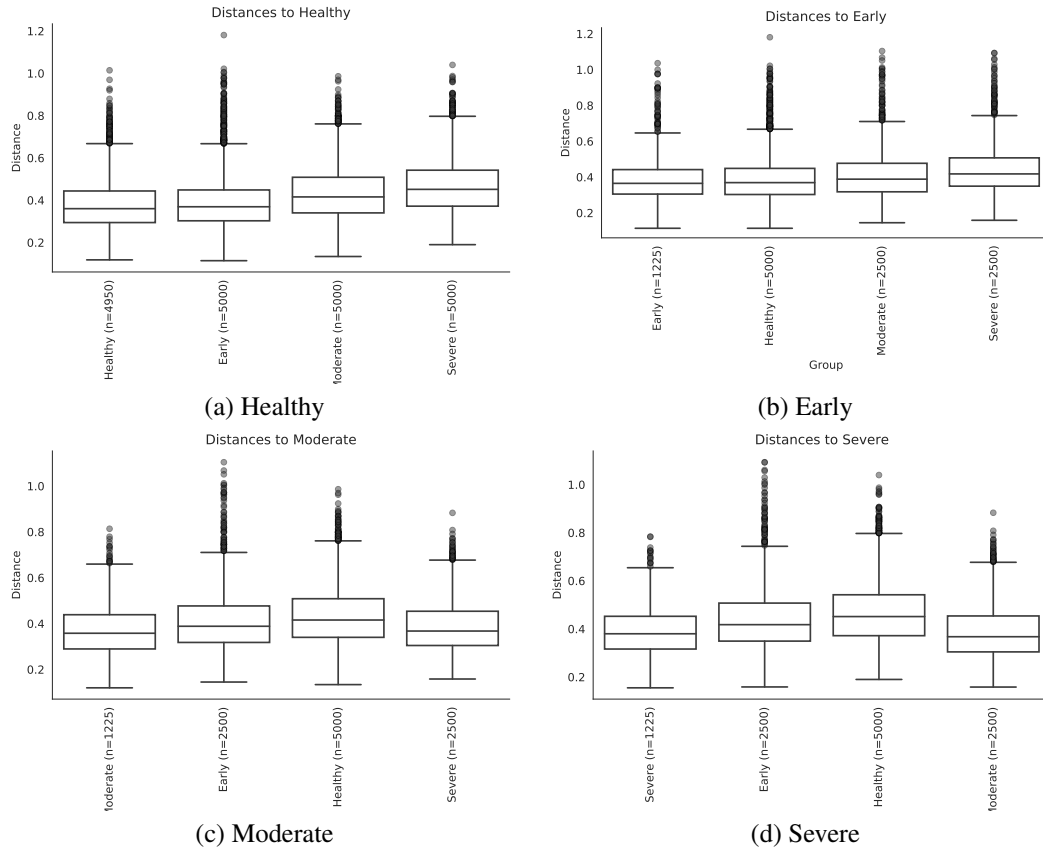 Distances to Healthy
1.2
1.0
0.8
0.6
0.4
0.2
Distance
Healthy (n=4950)
Early (n=5000)
Moderate (n=5000)
Severe (n=5000)
(a) Healthy
Distances to Early
1.2
1.0
0.8
0.6
0.4
0.2
Distance
Early (n=1225)
Healthy (n=5000)
Moderate (n=2500)
Severe (n=2500)
Group
(b) Early
Distances to Moderate
1.0
0.8
0.6
0.4
0.2
Distance
Moderate (n=1225)
Early (n=2500)
Healthy (n=5000)
Severe (n=2500)
(c) Moderate
Distances to Severe
1.0
0.8
0.6
0.4
0.2
Distance
Severe (n=1225)
Early (n=2500)
Healthy (n=5000)
Moderate (n=2500)
(d) Severe